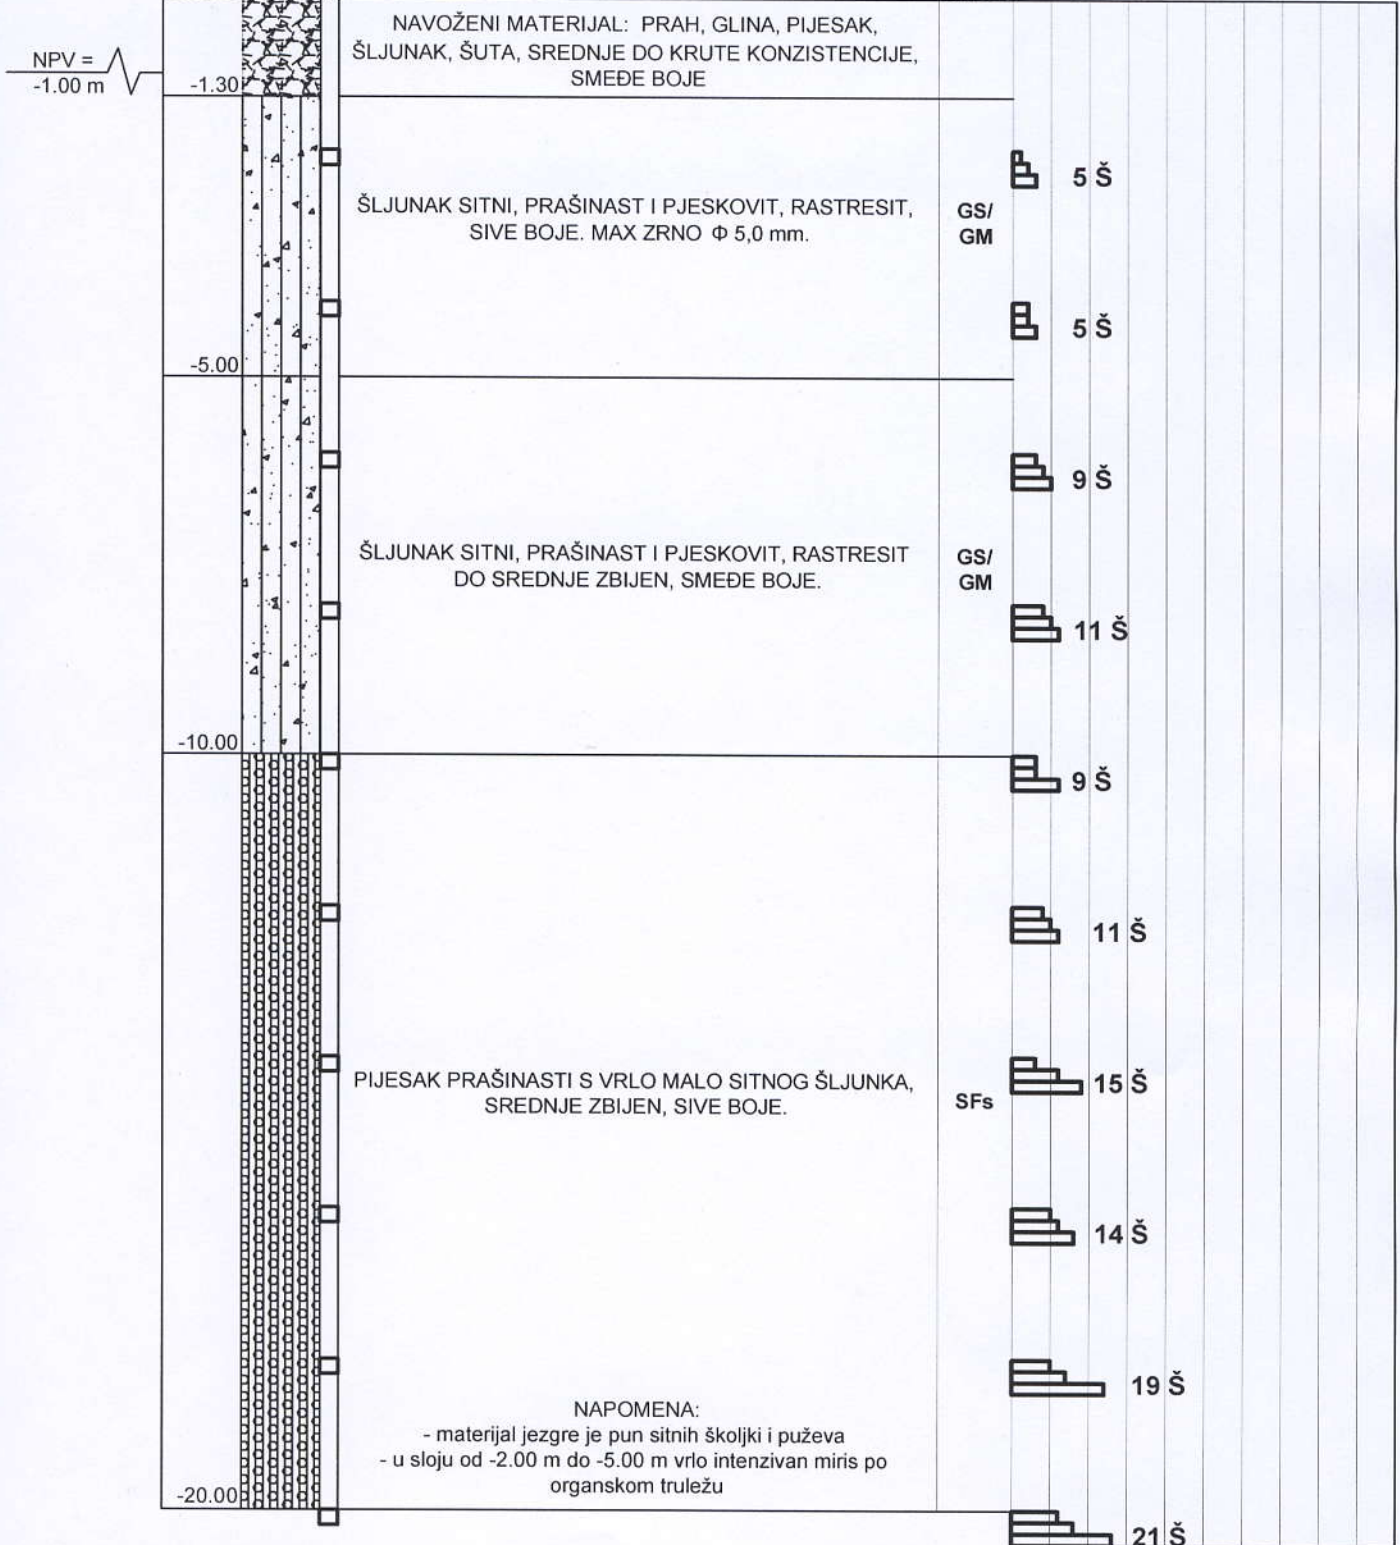 NAVOŽENI MATERIJAL: PRAH, GLINA, PIJESAK,
ŠLJUNAK, ŠUTA, SREDNJE DO KRUTE KONZISTENCIJE,
SMEĐE BOJE
NPV =
-1.00 m
-1.30
5 Š
ŠLJUNAK SITNI, PRAŠINAST I PJESKOVIT, RASTRESIT,
SIVE BOJE. MAX ZRNO Φ 5,0 mm.
GS/
GM
5 Š
-5.00
9 Š
ŠLJUNAK SITNI, PRAŠINAST I PJESKOVIT, RASTRESIT
DO SREDNJE ZBIJEN, SMEĐE BOJE.
GS/
GM
11 Š
-10.00
9 Š
11 Š
PIJESAK PRAŠINASTI S VRLO MALO SITNOG ŠLJUNKA,
SREDNJE ZBIJEN, SIVE BOJE.
SFs
15 Š
14 Š
19 Š
NAPOMENA:
- materijal jezgre je pun sitnih školjki i puževa
- u sloju od -2.00 m do -5.00 m vrlo intenzivan miris po
organskom truležu
-20.00
21 Š